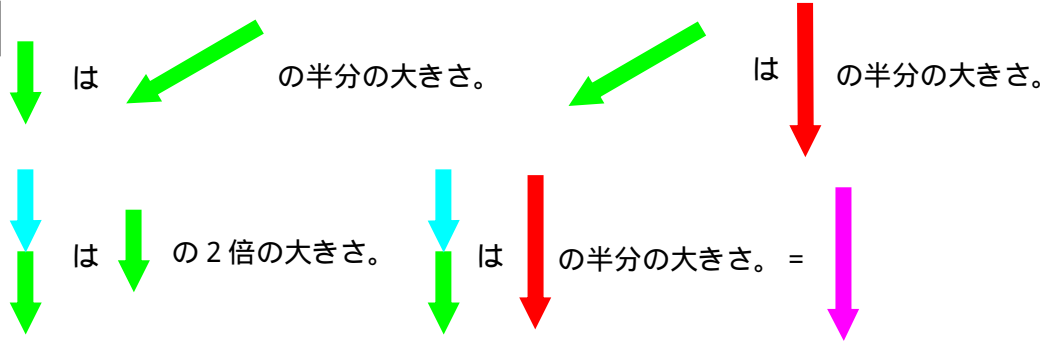 は の半分の大きさ。 は の半分の大きさ。
は の２倍の大きさ。 は の半分の大きさ。 =